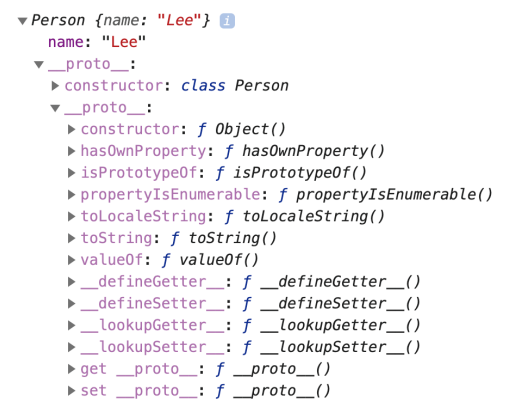 ▼Person {name: "Lee"} i
name: "Lee"
▼__proto__:
▶constructor: class Person
▼__proto__:
▶constructor: ƒ Object()
▶hasOwnProperty: ƒ hasOwnProperty()
▶isPrototypeOf: ƒ isPrototypeOf()
▶propertyIsEnumerable: ƒ propertyIsEnumerable()
▶toLocaleString: ƒ toLocaleString()
▶toString: ƒ toString()
▶valueOf: ƒ valueOf()
▶__defineGetter__: ƒ __defineGetter__()
▶__defineSetter__: ƒ __defineSetter__()
▶__lookupGetter__: ƒ __lookupGetter__()
▶__lookupSetter__: ƒ __lookupSetter__()
▶get __proto__: ƒ __proto__()
▶set __proto__: ƒ __proto__()